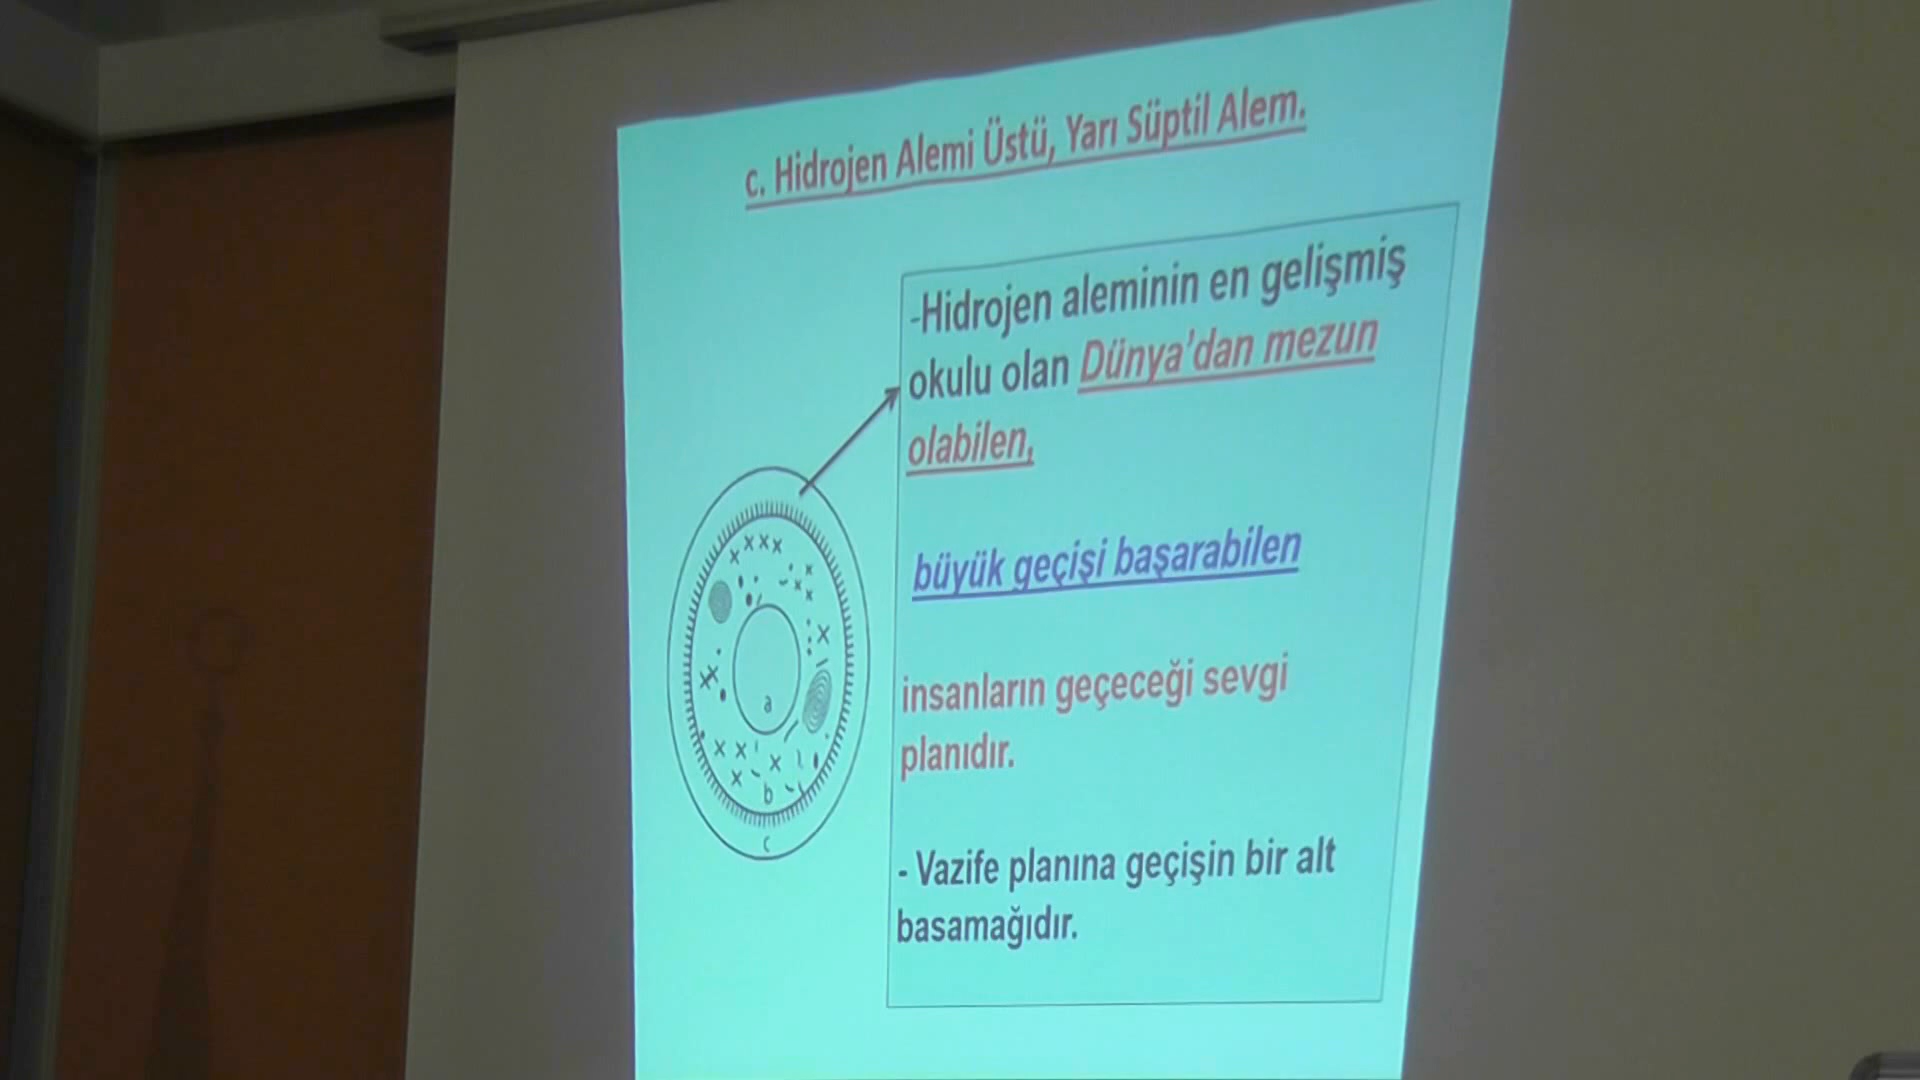 c. Hidrojen Alemi Üstü, Yarı Süptil Alem.
-Hidrojen aleminin en gelişmiş
okulu olan Dünya'dan mezun
olabilen,
büyük geçişi başarabilen
insanların geçeceği sevgi
planıdır.
- Vazife planına geçişin bir alt
basamağıdır.
a
b
c